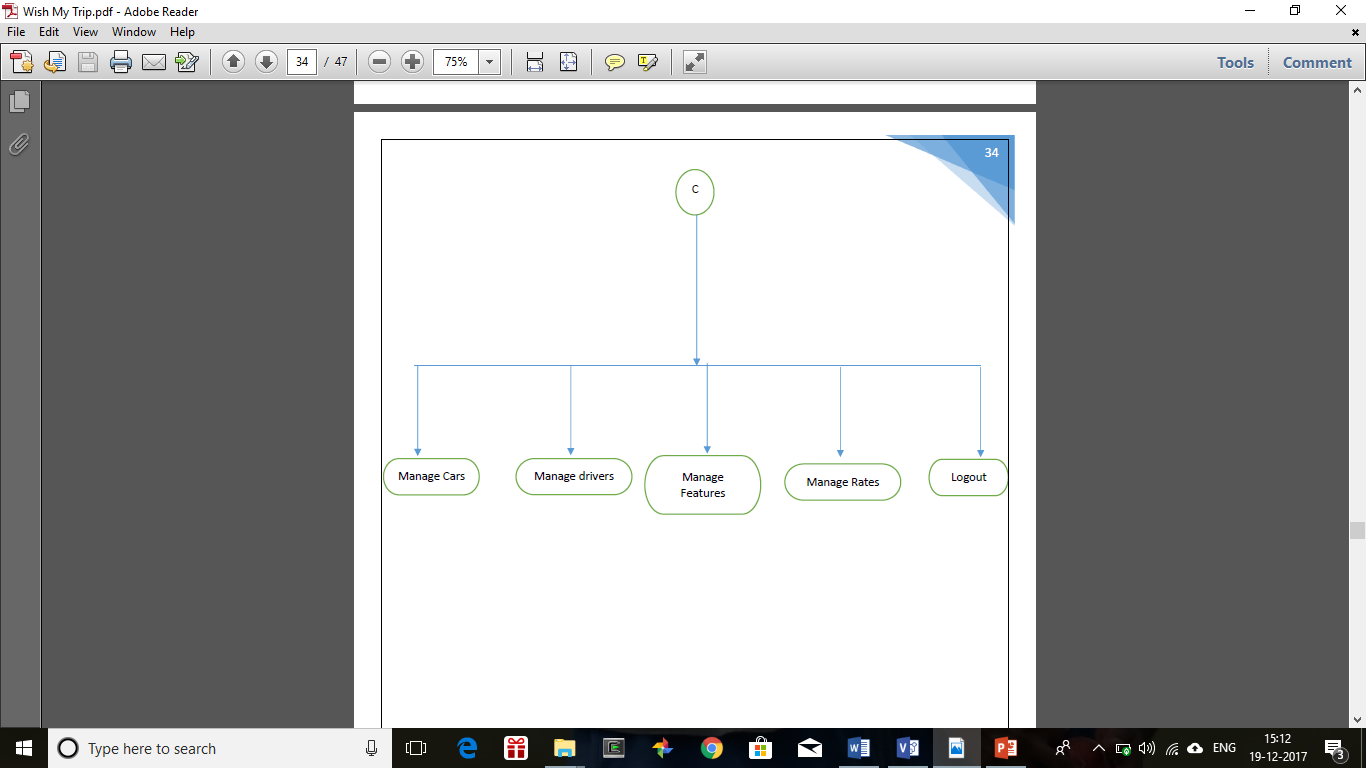 Wish My Trip.pdf - Adobe Reader
File Edit View Window Help
34 / 47 75% Tools Comment
34
C
Manage Cars
Manage drivers
Manage
Features
Manage Rates
Logout
Type here to search
ENG
15:12
19-12-2017
3